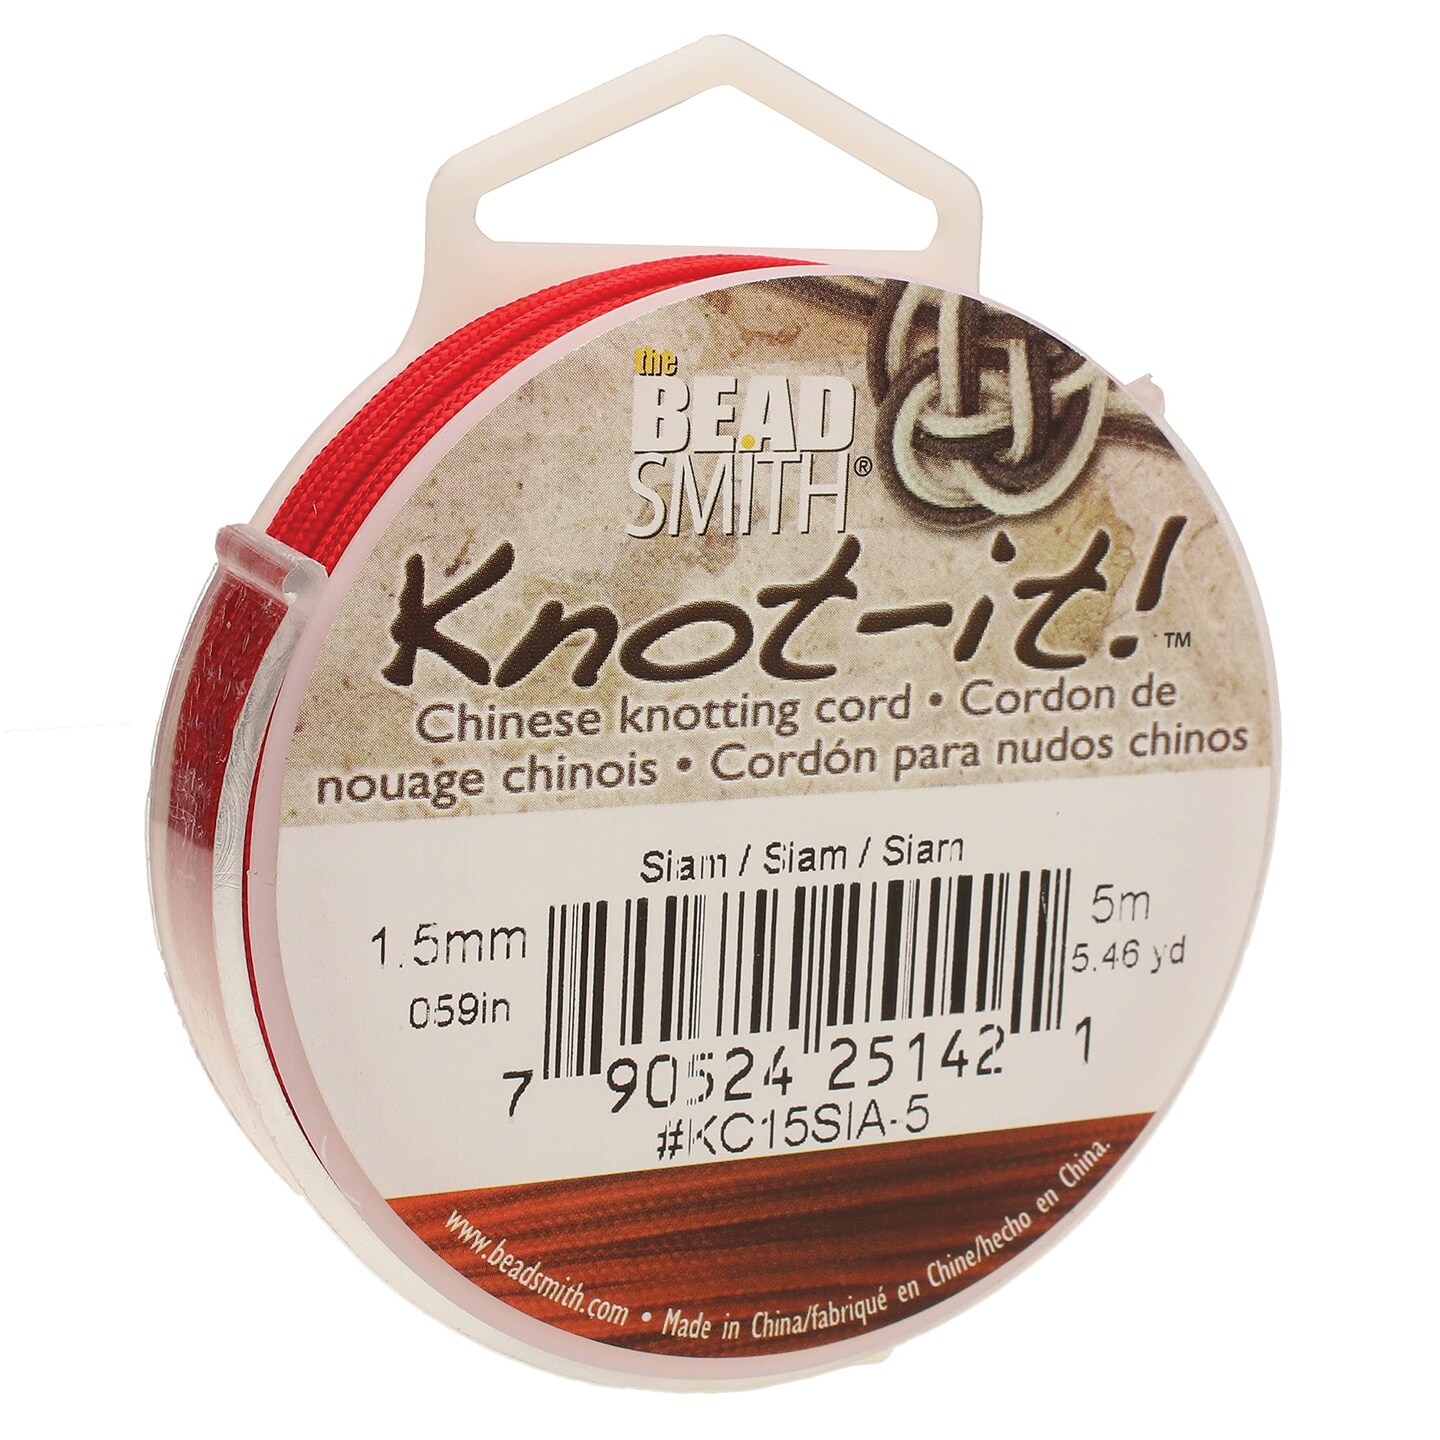 the
BEAD
SMITH®
Knot-it!™
Chinese knotting cord • Cordon de
nouage chinois • Cordón para nudos chinos
Siam / Siam / Siam
1.5mm
059in
5m
5.46 yd
7 90524 25142 1
#KC15SIA-5
www.beadsmith.com • Made in China/fabriqué en Chine/hecho en China.